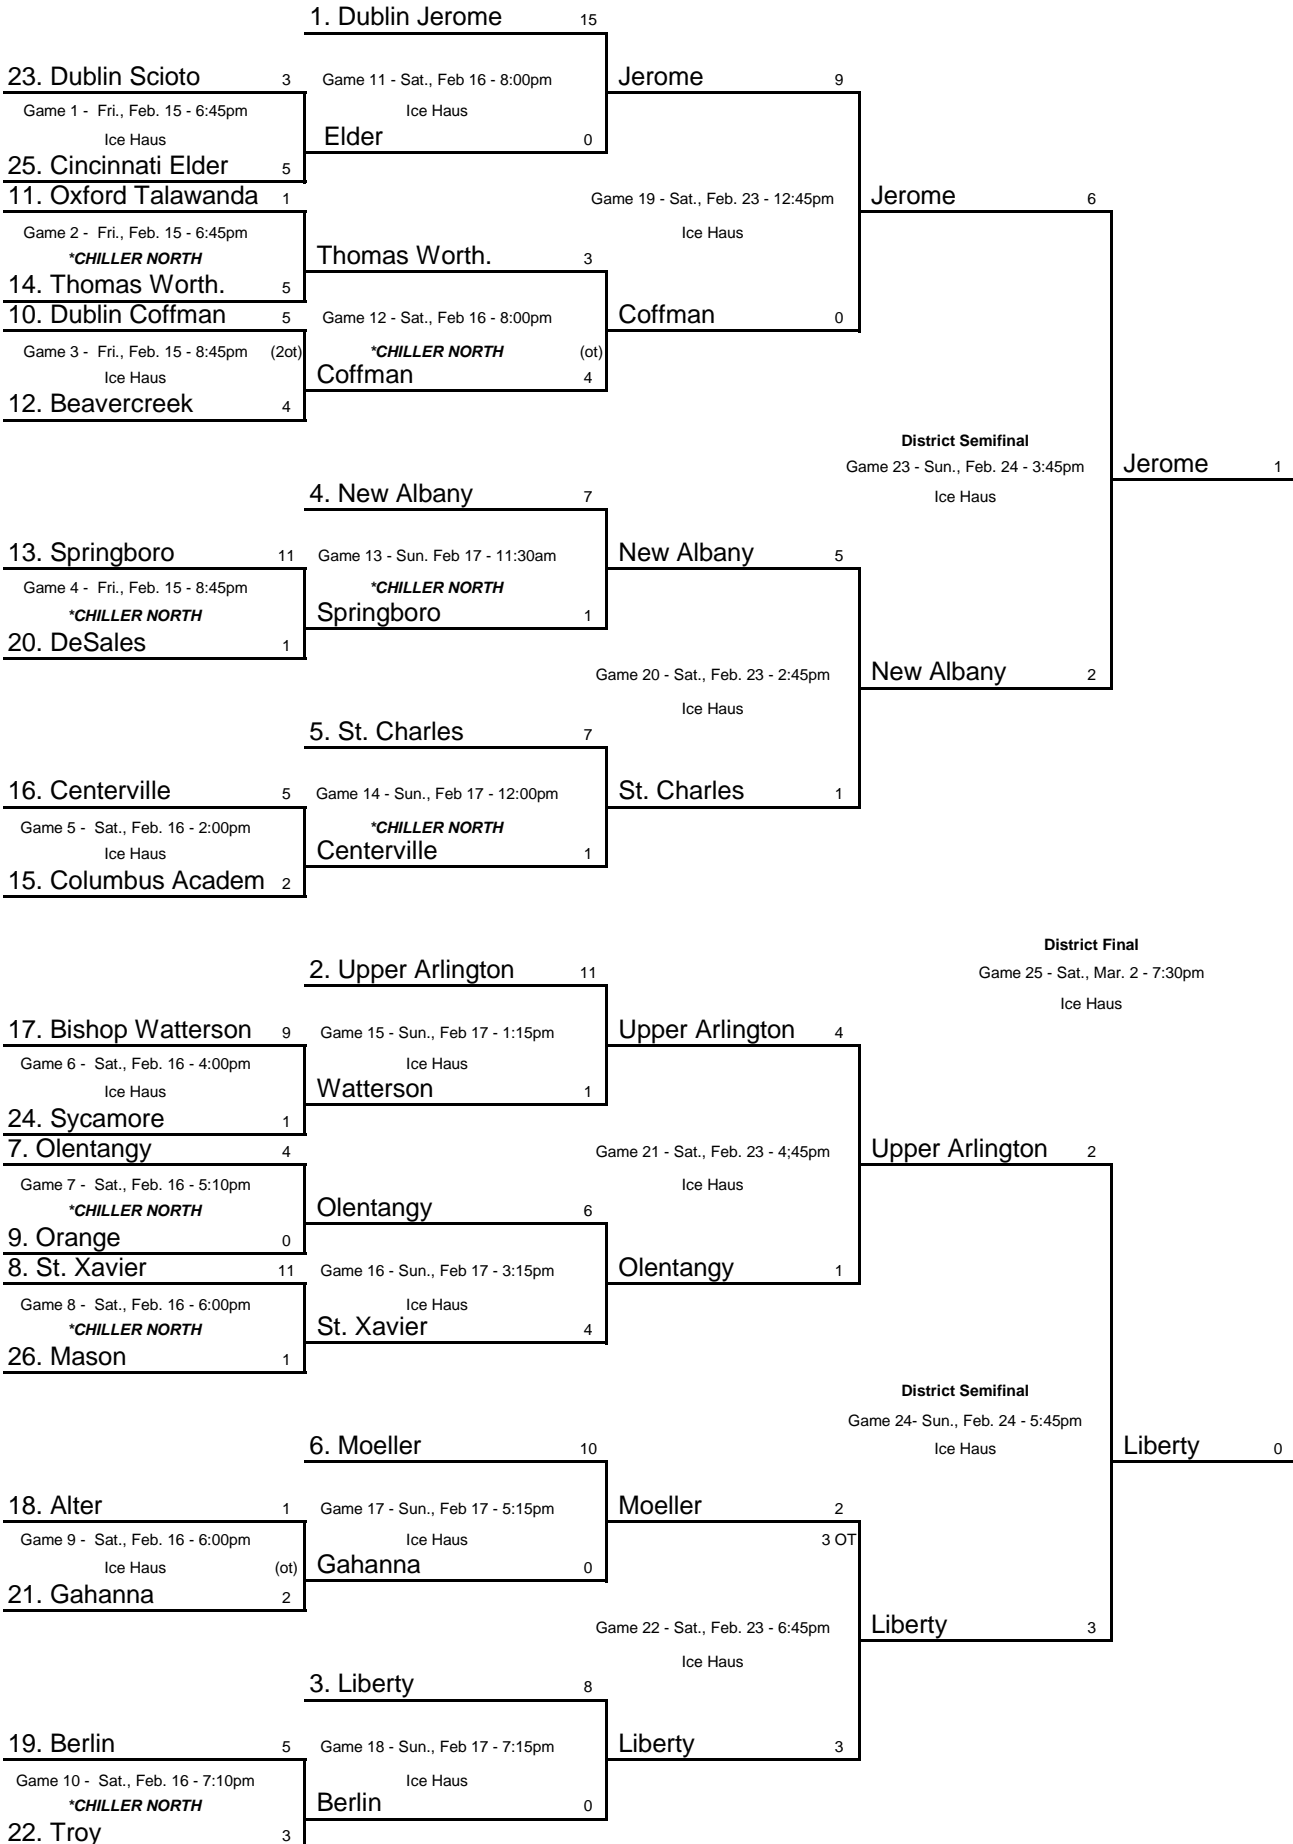 1. Dublin Jerome 15
23. Dublin Scioto 3 Game 11 - Sat., Feb 16 - 8:00pm Jerome 9
Game 1 - Fri., Feb. 15 - 6:45pm Ice Haus
Ice Haus Elder 0
25. Cincinnati Elder 5
11. Oxford Talawanda 1 Game 19 - Sat., Feb. 23 - 12:45pm Jerome 6
Game 2 - Fri., Feb. 15 - 6:45pm Ice Haus
*CHILLER NORTH Thomas Worth. 3
14. Thomas Worth. 5
10. Dublin Coffman 5 Game 12 - Sat., Feb 16 - 8:00pm Coffman 0
Game 3 - Fri., Feb. 15 - 8:45pm (2ot) *CHILLER NORTH (ot)
Ice Haus Coffman 4
12. Beavercreek 4
District Semifinal
Game 23 - Sun., Feb. 24 - 3:45pm Jerome 1
4. New Albany 7 Ice Haus
13. Springboro 11 Game 13 - Sun. Feb 17 - 11:30am New Albany 5
Game 4 - Fri., Feb. 15 - 8:45pm *CHILLER NORTH
*CHILLER NORTH Springboro 1
20. DeSales 1
Game 20 - Sat., Feb. 23 - 2:45pm New Albany 2
Ice Haus
5. St. Charles 7
16. Centerville 5 Game 14 - Sun., Feb 17 - 12:00pm St. Charles 1
Game 5 - Sat., Feb. 16 - 2:00pm *CHILLER NORTH
Ice Haus Centerville 1
15. Columbus Academ 2
District Final
2. Upper Arlington 11 Game 25 - Sat., Mar. 2 - 7:30pm
Ice Haus
17. Bishop Watterson 9 Game 15 - Sun., Feb 17 - 1:15pm Upper Arlington 4
Game 6 - Sat., Feb. 16 - 4:00pm Ice Haus
Ice Haus Watterson 1
24. Sycamore 1
7. Olentangy 4 Game 21 - Sat., Feb. 23 - 4;45pm Upper Arlington 2
Game 7 - Sat., Feb. 16 - 5:10pm Ice Haus
*CHILLER NORTH Olentangy 6
9. Orange 0
8. St. Xavier 11 Game 16 - Sun., Feb 17 - 3:15pm Olentangy 1
Game 8 - Sat., Feb. 16 - 6:00pm Ice Haus
*CHILLER NORTH St. Xavier 4
26. Mason 1
District Semifinal
Game 24- Sun., Feb. 24 - 5:45pm
6. Moeller 10 Ice Haus Liberty 0
18. Alter 1 Game 17 - Sun., Feb 17 - 5:15pm Moeller 2
Game 9 - Sat., Feb. 16 - 6:00pm Ice Haus 3 OT
Ice Haus (ot) Gahanna 0
21. Gahanna 2
Game 22 - Sat., Feb. 23 - 6:45pm Liberty 3
Ice Haus
3. Liberty 8
19. Berlin 5 Game 18 - Sun., Feb 17 - 7:15pm Liberty 3
Game 10 - Sat., Feb. 16 - 7:10pm Ice Haus
*CHILLER NORTH Berlin 0
22. Troy 3